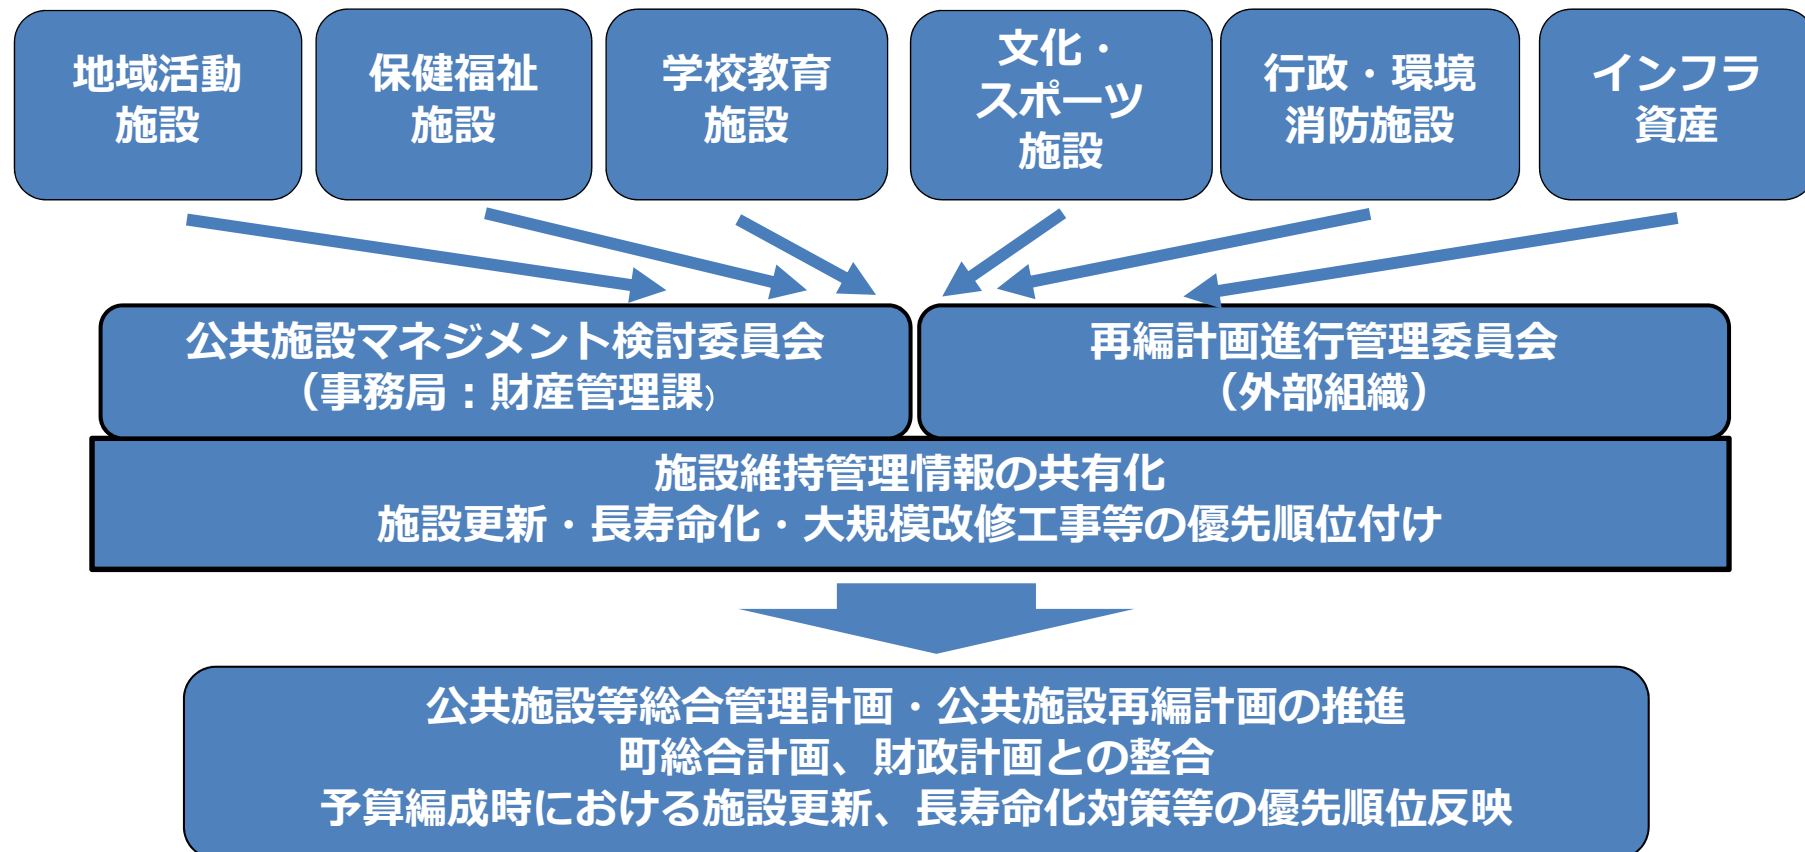 地域活動
施設
保健福祉
施設
学校教育
施設
文化・
スポーツ
施設
行政・環境
消防施設
インフラ
資産
公共施設マネジメント検討委員会
（事務局：財産管理課）
再編計画進行管理委員会
（外部組織）
施設維持管理情報の共有化
施設更新・長寿命化・大規模改修工事等の優先順位付け
公共施設等総合管理計画・公共施設再編計画の推進
町総合計画、財政計画との整合
予算編成時における施設更新、長寿命化対策等の優先順位反映